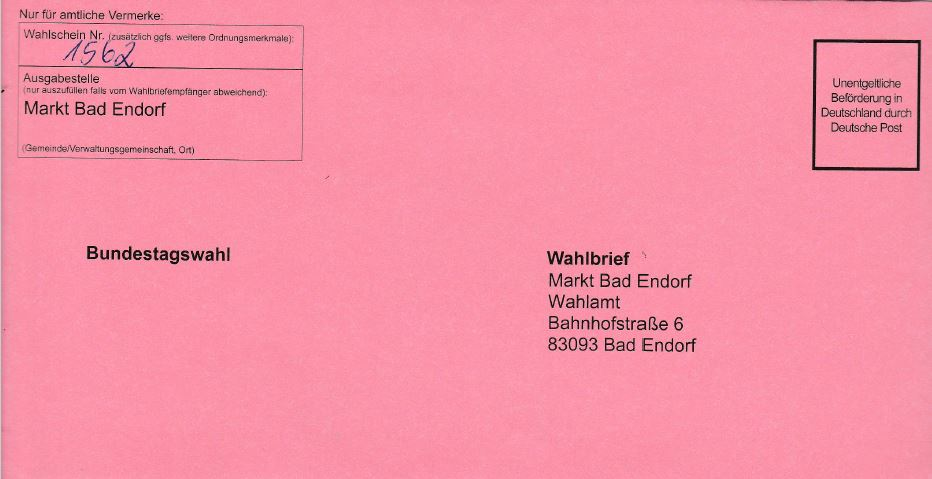 Nur für amtliche Vermerke:
Wahlschein Nr. (zusätzlich ggfs. weitere Ordnungsmerkmale):
1562
Ausgabestelle
(nur auszufüllen falls vom Wahlbriefempfänger abweichend):
Markt Bad Endorf
(Gemeinde/Verwaltungsgemeinschaft, Ort)
Unentgeltliche
Beförderung in
Deutschland durch
Deutsche Post
Bundestagswahl
Wahlbrief
Markt Bad Endorf
Wahlamt
Bahnhofstraße 6
83093 Bad Endorf